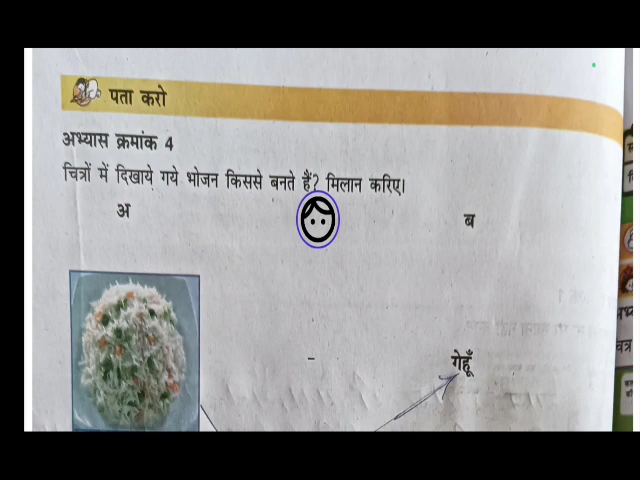 पता करो
अभ्यास क्रमांक 4
चित्रों में दिखाये गये भोजन किससे बनते हैं? मिलान करिए।
अ
ब
गेहूँ